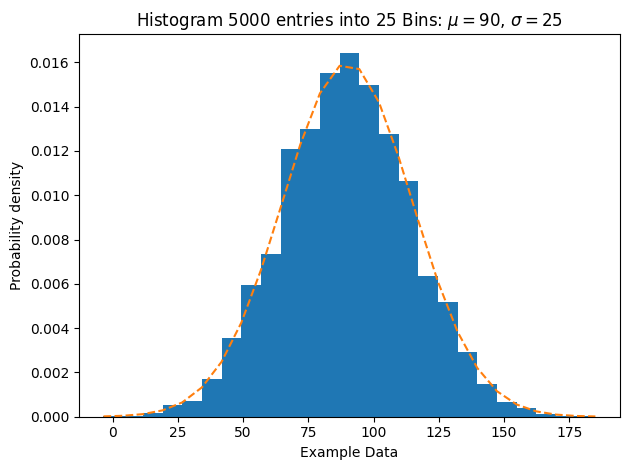 Histogram 5000 entries into 25 Bins: μ = 90, σ = 25
Probability density
0.016
0.014
0.012
0.010
0.008
0.006
0.004
0.002
0.000
0 25 50 75 100 125 150 175
Example Data